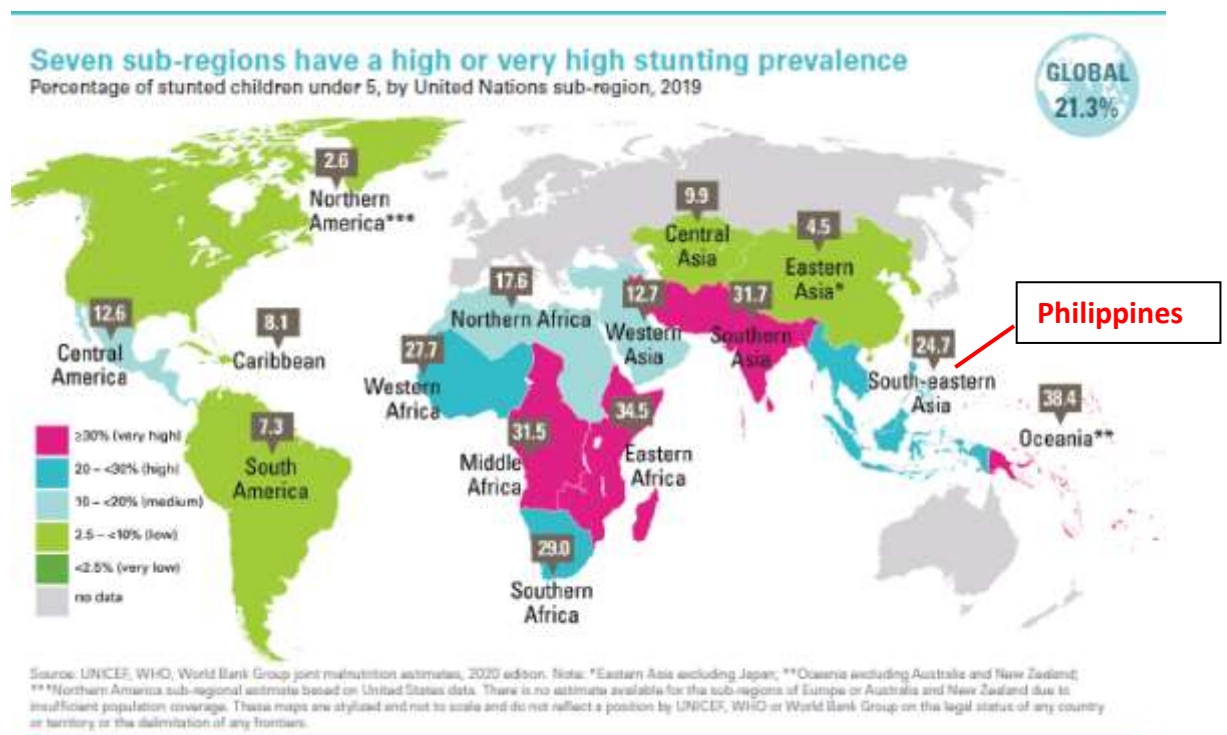 Seven sub-regions have a high or very high stunting prevalence
Percentage of stunted children under 5, by United Nations sub-region, 2019
GLOBAL
21.3%
2.6
Northern
America***
9.9
Central
Asia
4.5
Eastern
Asia*
17.6
Northern Africa
12.7
Western
Asia
31.7
Southern
Asia
Philippines
12.6
Central
America
8.1
Caribbean
27.7
Western
Africa
24.7
South-eastern
Asia
38.4
Oceania**
7.3
South
America
31.5
Middle
Africa
34.5
Eastern
Africa
29.0
Southern
Africa
≥30% (very high)
20 – <30% (high)
10 – <20% (medium)
2.5 – <10% (low)
<2.5% (very low)
no data
Source: UNICEF, WHO, World Bank Group joint malnutrition estimates, 2020 edition. Note: *Eastern Asia excluding Japan; **Oceania excluding Australia and New Zealand;
***Northern America sub-regional estimate based on United States data. There is no estimate available for the sub-regions of Europe or Australia and New Zealand due to
insufficient population coverage. These maps are stylized and not to scale and do not reflect a position by UNICEF, WHO or World Bank Group on the legal status of any country
or territory or the delimitation of any frontiers.